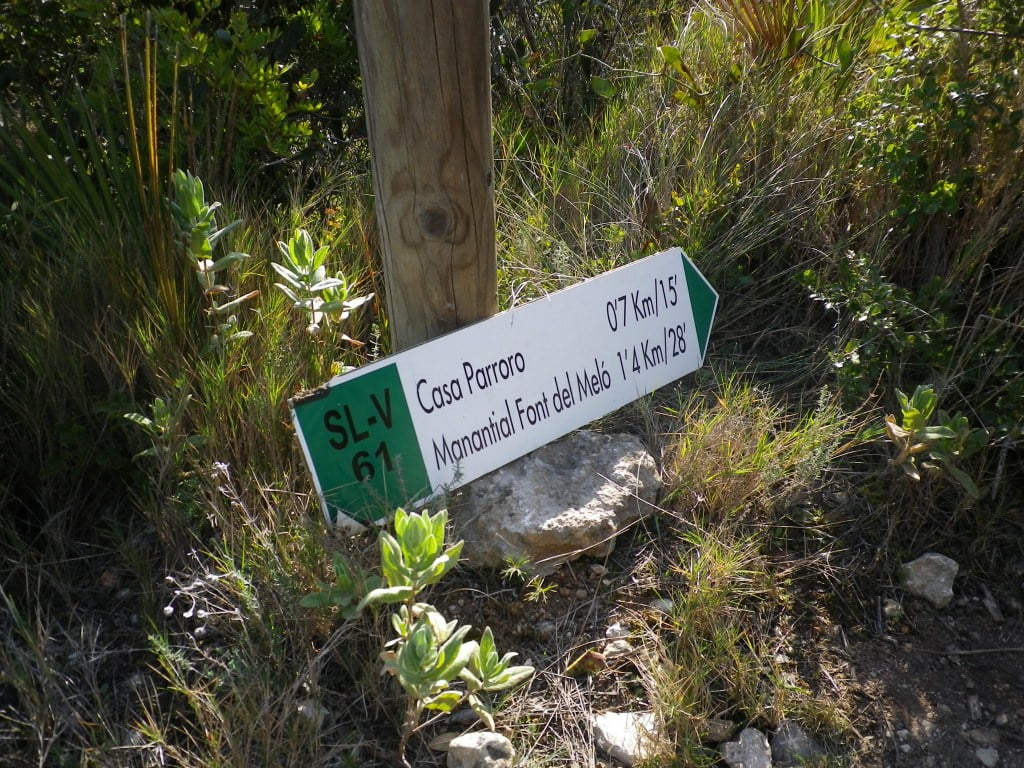 SL-V
61
Casa Parroro 0'7 Km/15'
Manantial Font del Meló 1'4 Km/28'